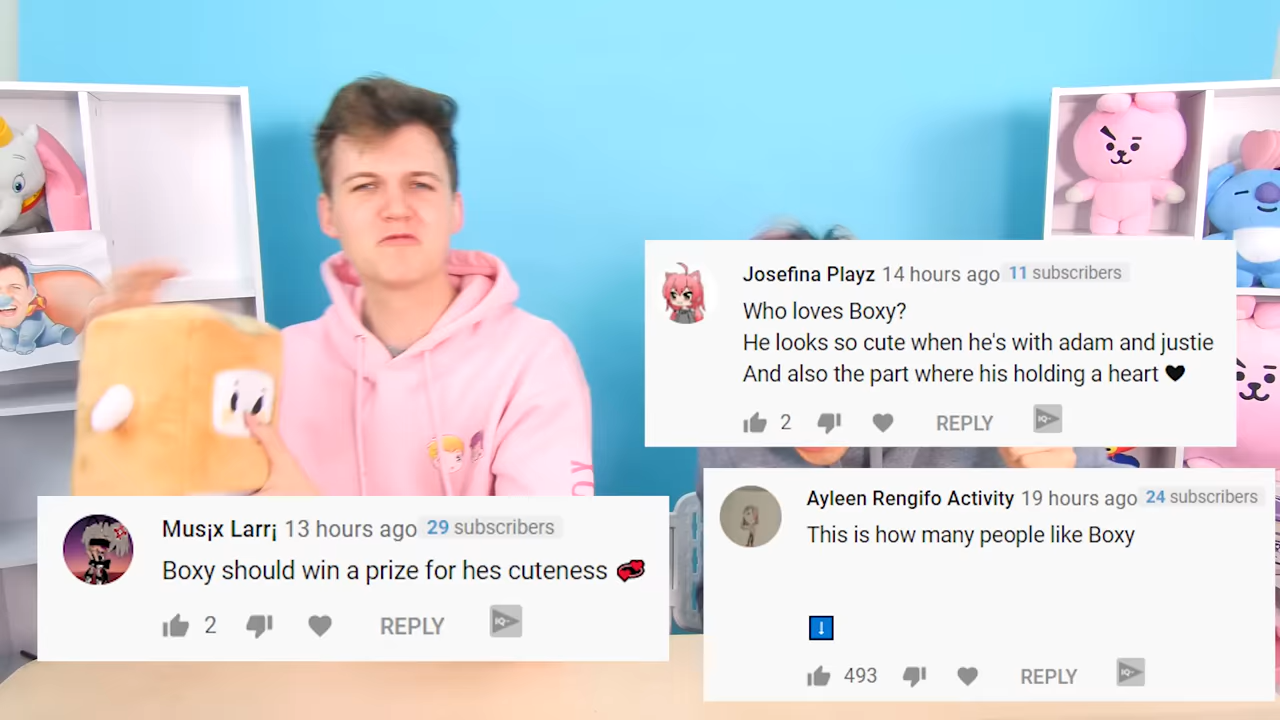 Josefina Playz 14 hours ago 11 subscribers
Who loves Boxy?
He looks so cute when he's with adam and justie
And also the part where his holding a heart 🖤
2 REPLY IQ
Mus¡x Larr¡ 13 hours ago 29 subscribers
Boxy should win a prize for hes cuteness 💞
2 REPLY IQ
Ayleen Rengifo Activity 19 hours ago 24 subscribers
This is how many people like Boxy
⬇
493 REPLY IQ